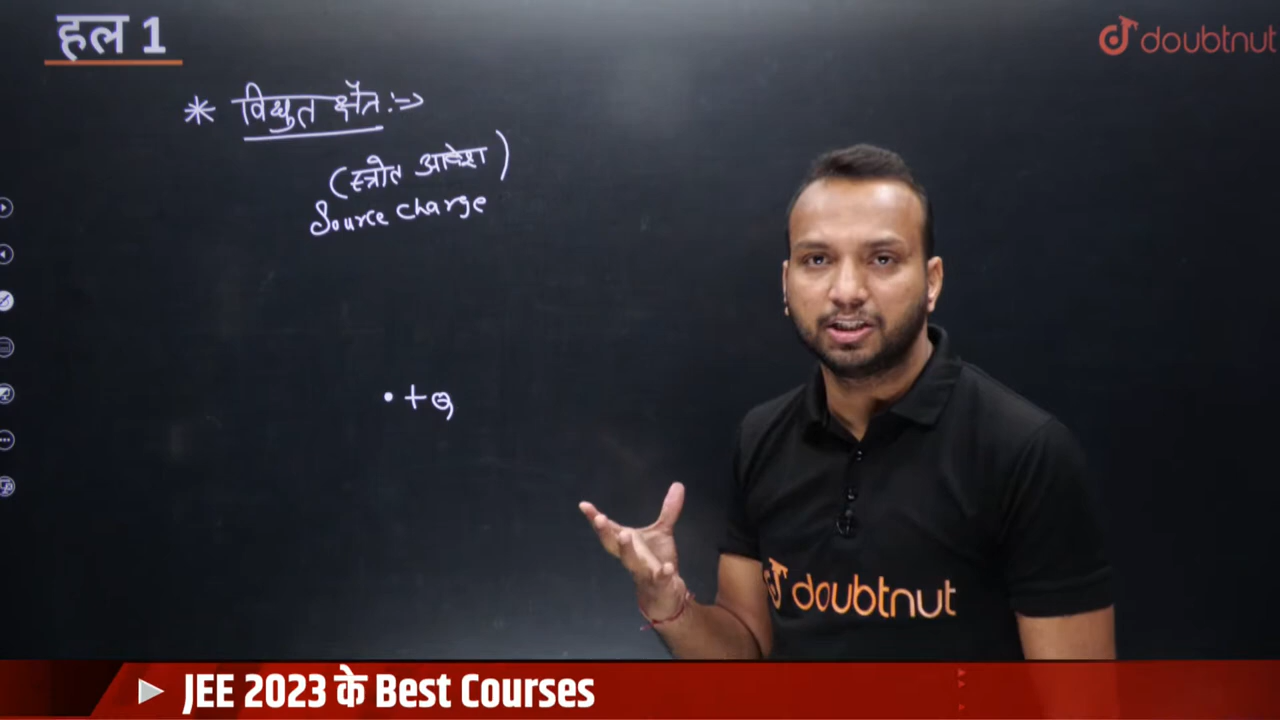 हल 1
doubtnut
* विद्युत क्षेत्र :→
(स्त्रोत आवेश)
Source charge
• +Q
doubtnut
JEE 2023 के Best Courses